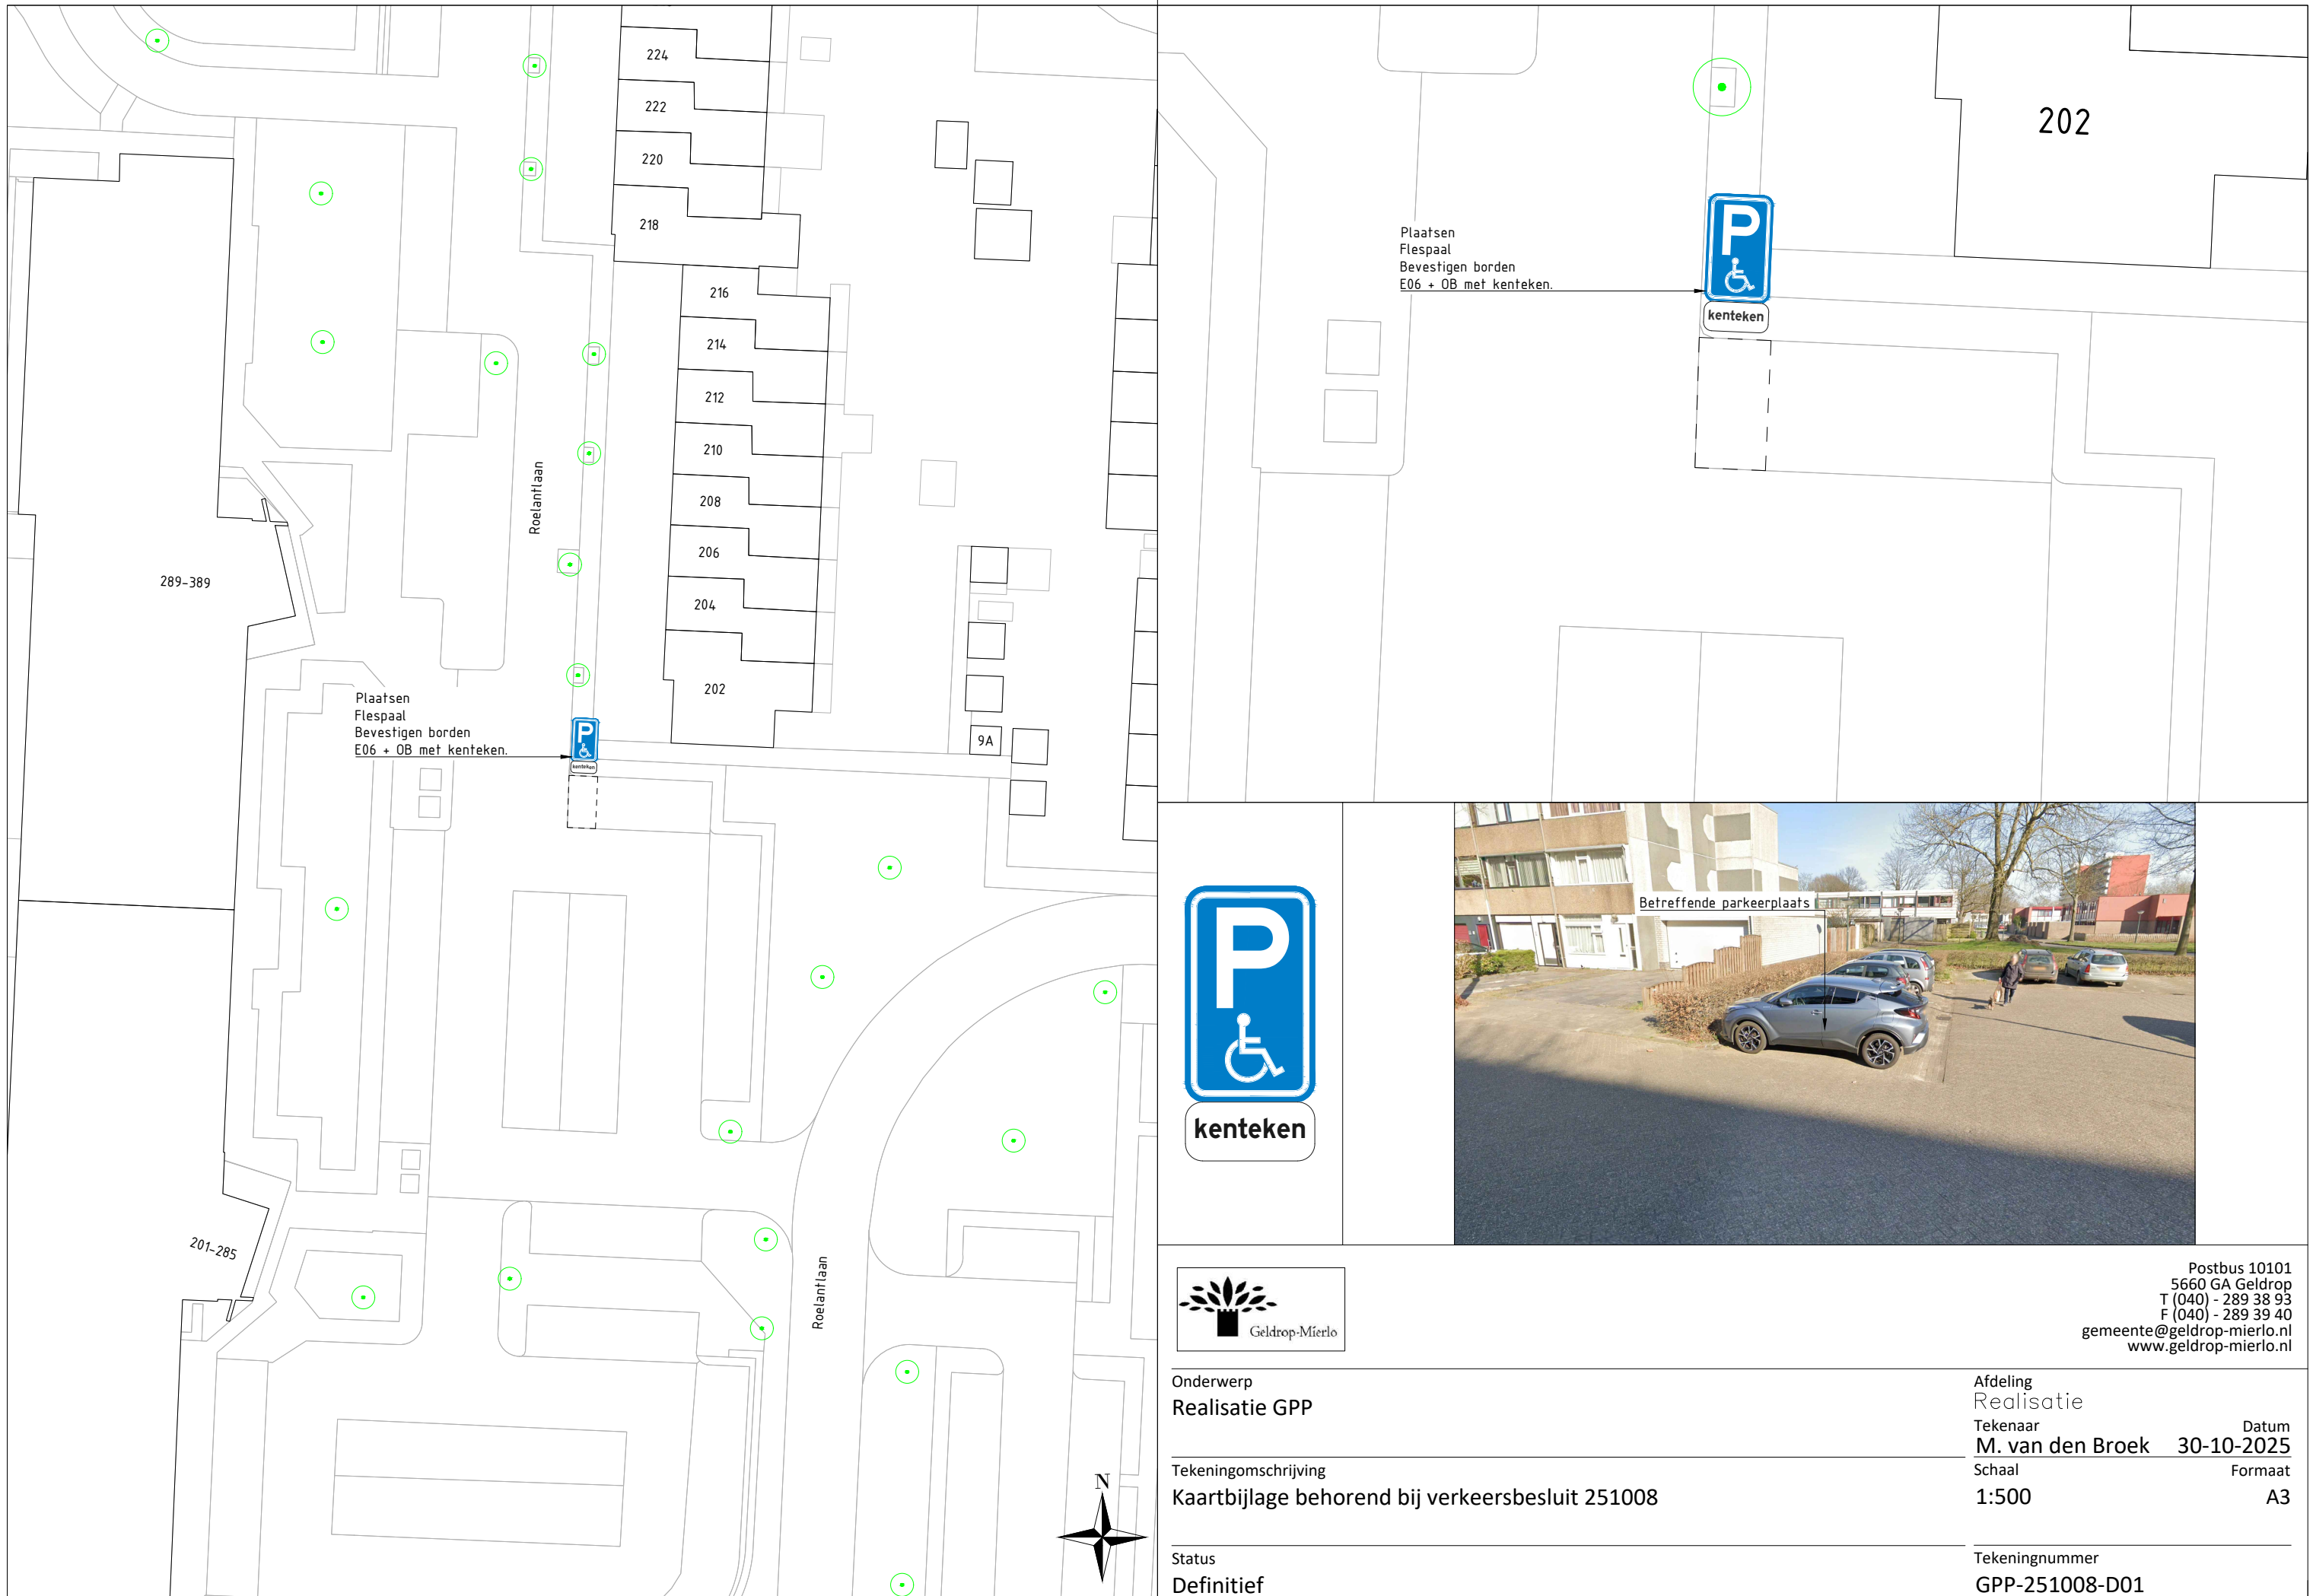 224
222
220
218
216
214
212
210
208
206
204
202
9A
289-389
201-285
Roelantlaan
Roelantlaan
Plaatsen
Flespaal
Bevestigen borden
E06 + OB met kenteken.
P
kenteken
N
202
Plaatsen
Flespaal
Bevestigen borden
E06 + OB met kenteken.
P
kenteken
P
kenteken
Betreffende parkeerplaats
Geldrop-Mierlo
Postbus 10101
5660 GA Geldrop
T (040) - 289 38 93
F (040) - 289 39 40
gemeente@geldrop-mierlo.nl
www.geldrop-mierlo.nl
Onderwerp
Realisatie GPP
Afdeling
Realisatie
Tekenaar Datum
M. van den Broek 30-10-2025
Tekeningomschrijving
Kaartbijlage behorend bij verkeersbesluit 251008
Schaal Formaat
1:500 A3
Status
Definitief
Tekeningnummer
GPP-251008-D01